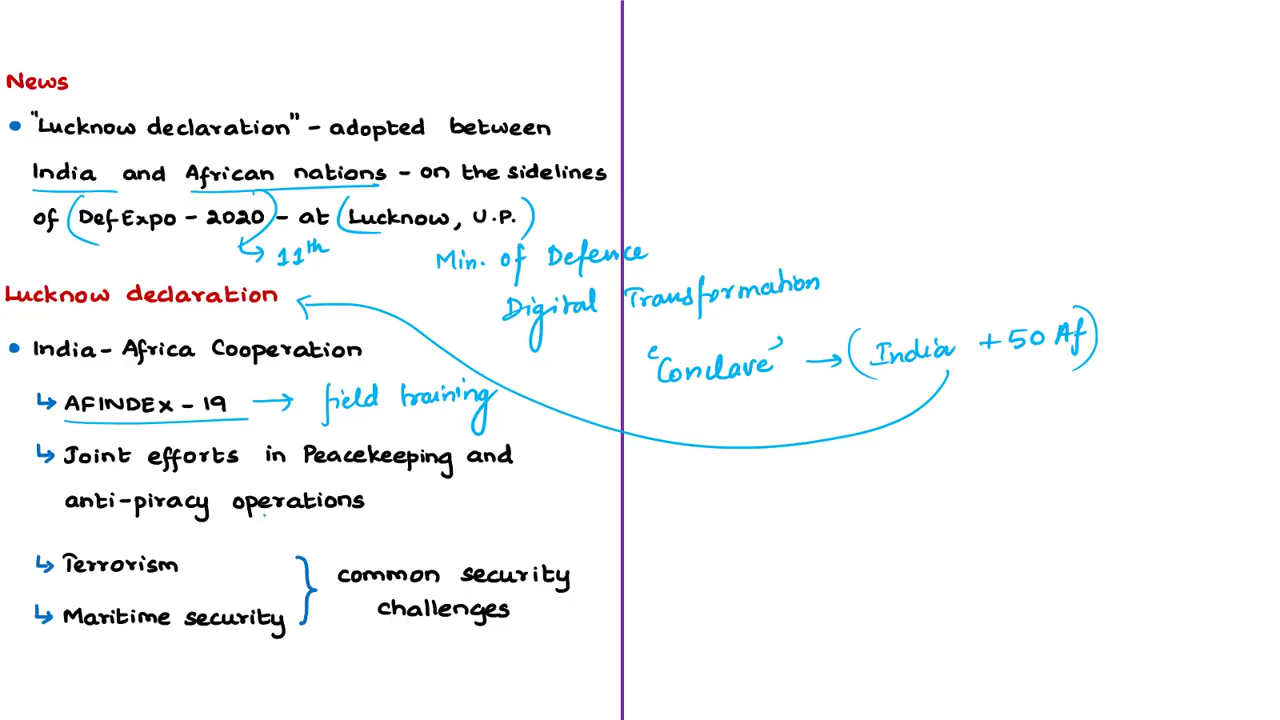 News
• "Lucknow declaration" - adopted between
India and African nations - on the sidelines
of (DefExpo - 2020) - at (Lucknow, U.P.)
↳ 11th
Min. of Defence
Digital Transformation
Lucknow declaration
'Conclave' → (India + 50 Af)
• India - Africa Cooperation
↳ AFINDEX - 19 → field training
↳ Joint efforts in Peacekeeping and
anti-piracy operations
↳ Terrorism
↳ Maritime security
common security
challenges